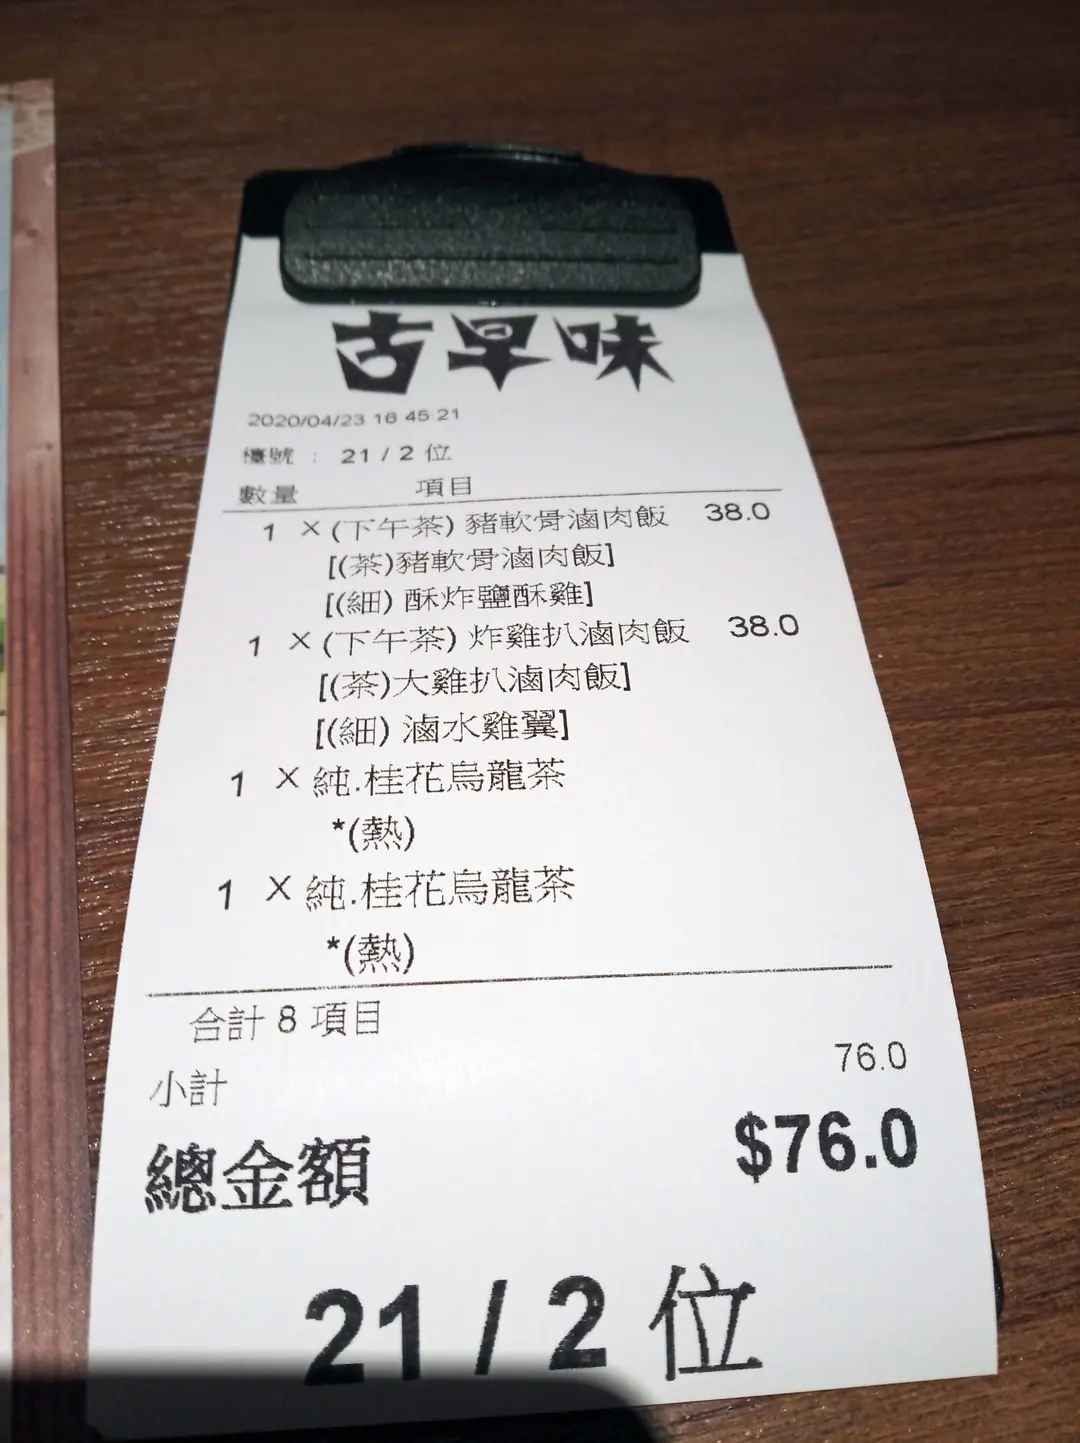 古早味
2020/04/23 16 45 21
檯號 : 21 / 2 位
數量 項目
1 × (下午茶) 豬軟骨滷肉飯 38.0
[(茶)豬軟骨滷肉飯]
[(細) 酥炸鹽酥雞]
1 × (下午茶) 炸雞扒滷肉飯 38.0
[(茶)大雞扒滷肉飯]
[(細) 滷水雞翼]
1 × 純.桂花烏龍茶
*(熱)
1 × 純.桂花烏龍茶
*(熱)
合計 8 項目
小計 76.0
總金額 $76.0
21 / 2 位